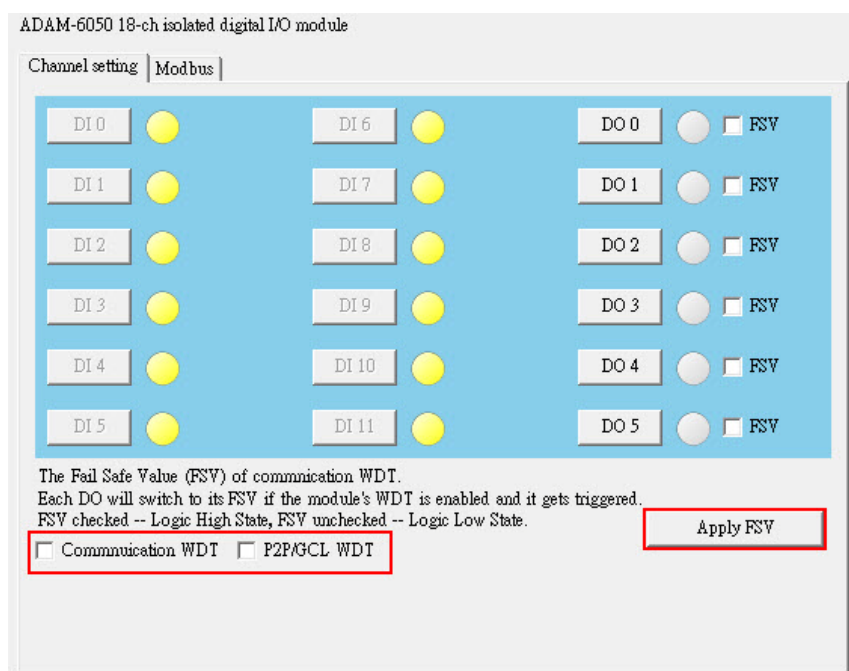 ADAM-6050 18-ch isolated digital I/O module
Channel setting Modbus
DI 0 DI 6 DO 0 FSV
DI 1 DI 7 DO 1 FSV
DI 2 DI 8 DO 2 FSV
DI 3 DI 9 DO 3 FSV
DI 4 DI 10 DO 4 FSV
DI 5 DI 11 DO 5 FSV
The Fail Safe Value (FSV) of commnication WDT.
Each DO will switch to its FSV if the module's WDT is enabled and it gets triggered.
FSV checked -- Logic High State, FSV unchecked -- Logic Low State.
Apply FSV
Commnuication WDT P2P/GCL WDT